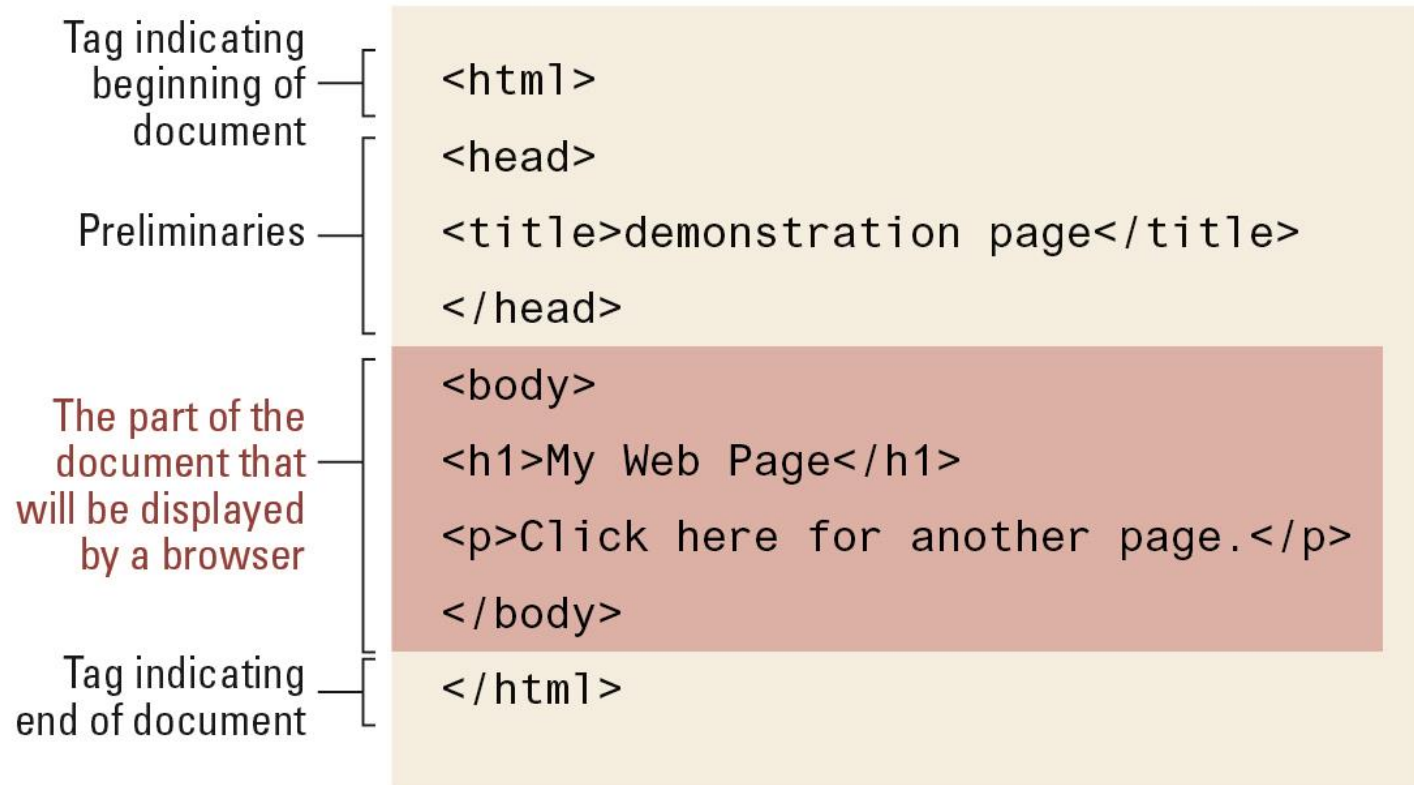 Tag indicating
beginning of
document
<html>
Preliminaries
<head>
<title>demonstration page</title>
</head>
The part of the
document that
will be displayed
by a browser
<body>
<h1>My Web Page</h1>
<p>Click here for another page.</p>
</body>
Tag indicating
end of document
</html>